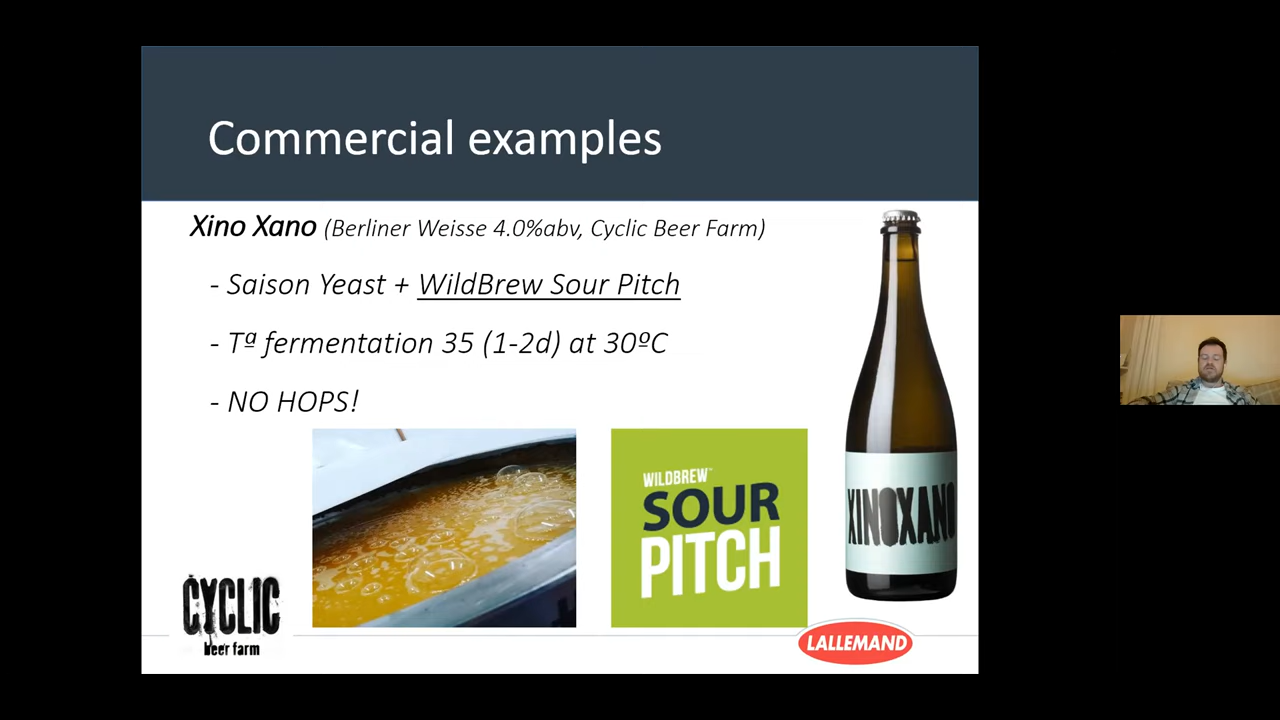 Commercial examples
Xino Xano (Berliner Weisse 4.0%abv, Cyclic Beer Farm)
- Saison Yeast + WildBrew Sour Pitch
- Tª fermentation 35 (1-2d) at 30ºC
- NO HOPS!
WILDBREW™
SOUR
PITCH
XINOXANO
CYCLIC
beer farm
LALLEMAND